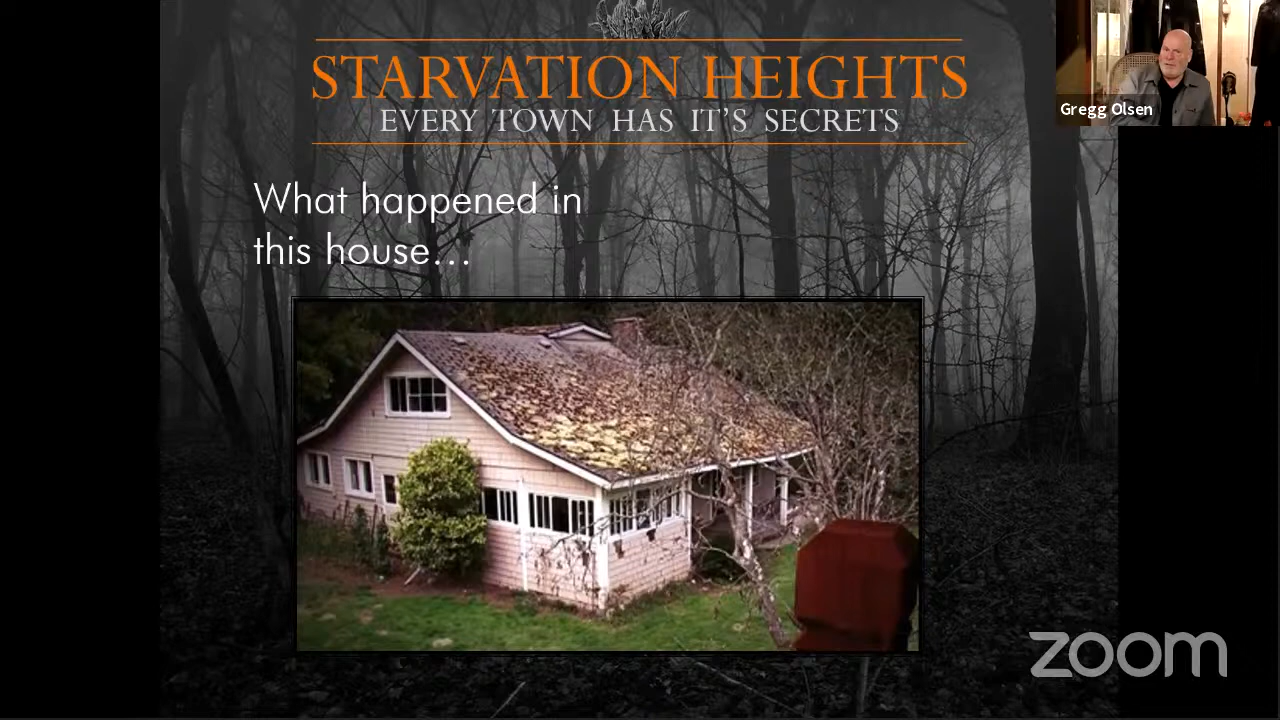 STARVATION HEIGHTS
EVERY TOWN HAS IT'S SECRETS
Gregg Olsen
What happened in
this house...
zoom